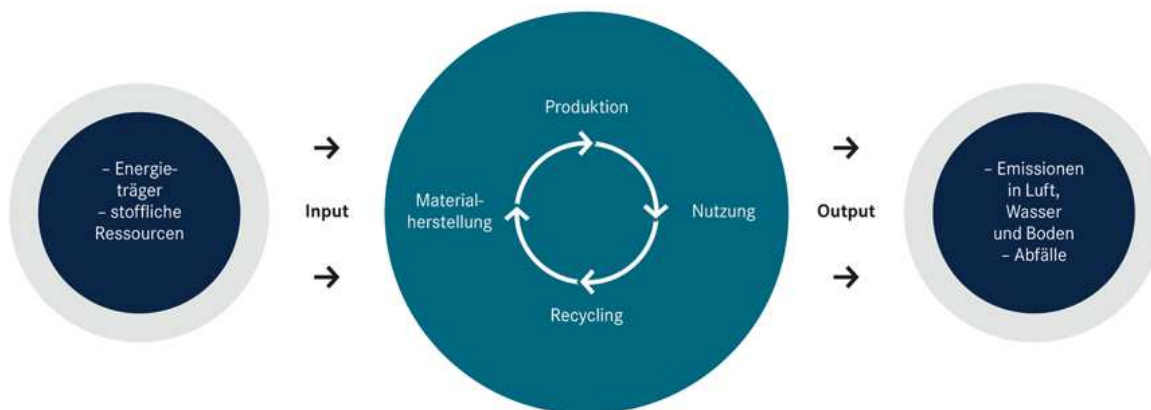 – Energie-
träger
– stoffliche
Ressourcen
Input
Produktion
Material-
herstellung
Nutzung
Recycling
Output
– Emissionen
in Luft,
Wasser
und Boden
– Abfälle